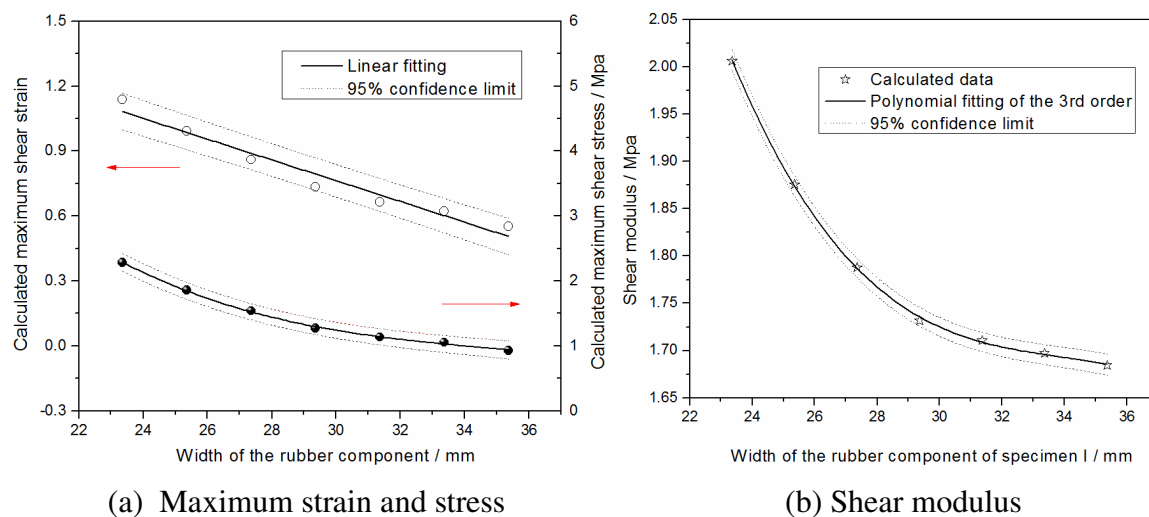 1.5
1.2
0.9
0.6
0.3
0.0
-0.3
Calculated maximum shear strain
22 24 26 28 30 32 34 36
Width of the rubber component / mm
Linear fitting
95% confidence limit
6
5
4
3
2
1
0
Calculated maximum shear stress / Mpa
(a) Maximum strain and stress
2.05
2.00
1.95
1.90
1.85
1.80
1.75
1.70
1.65
Shear modulus / Mpa
22 24 26 28 30 32 34 36
Width of the rubber component of specimen I / mm
Calculated data
Polynomial fitting of the 3rd order
95% confidence limit
(b) Shear modulus